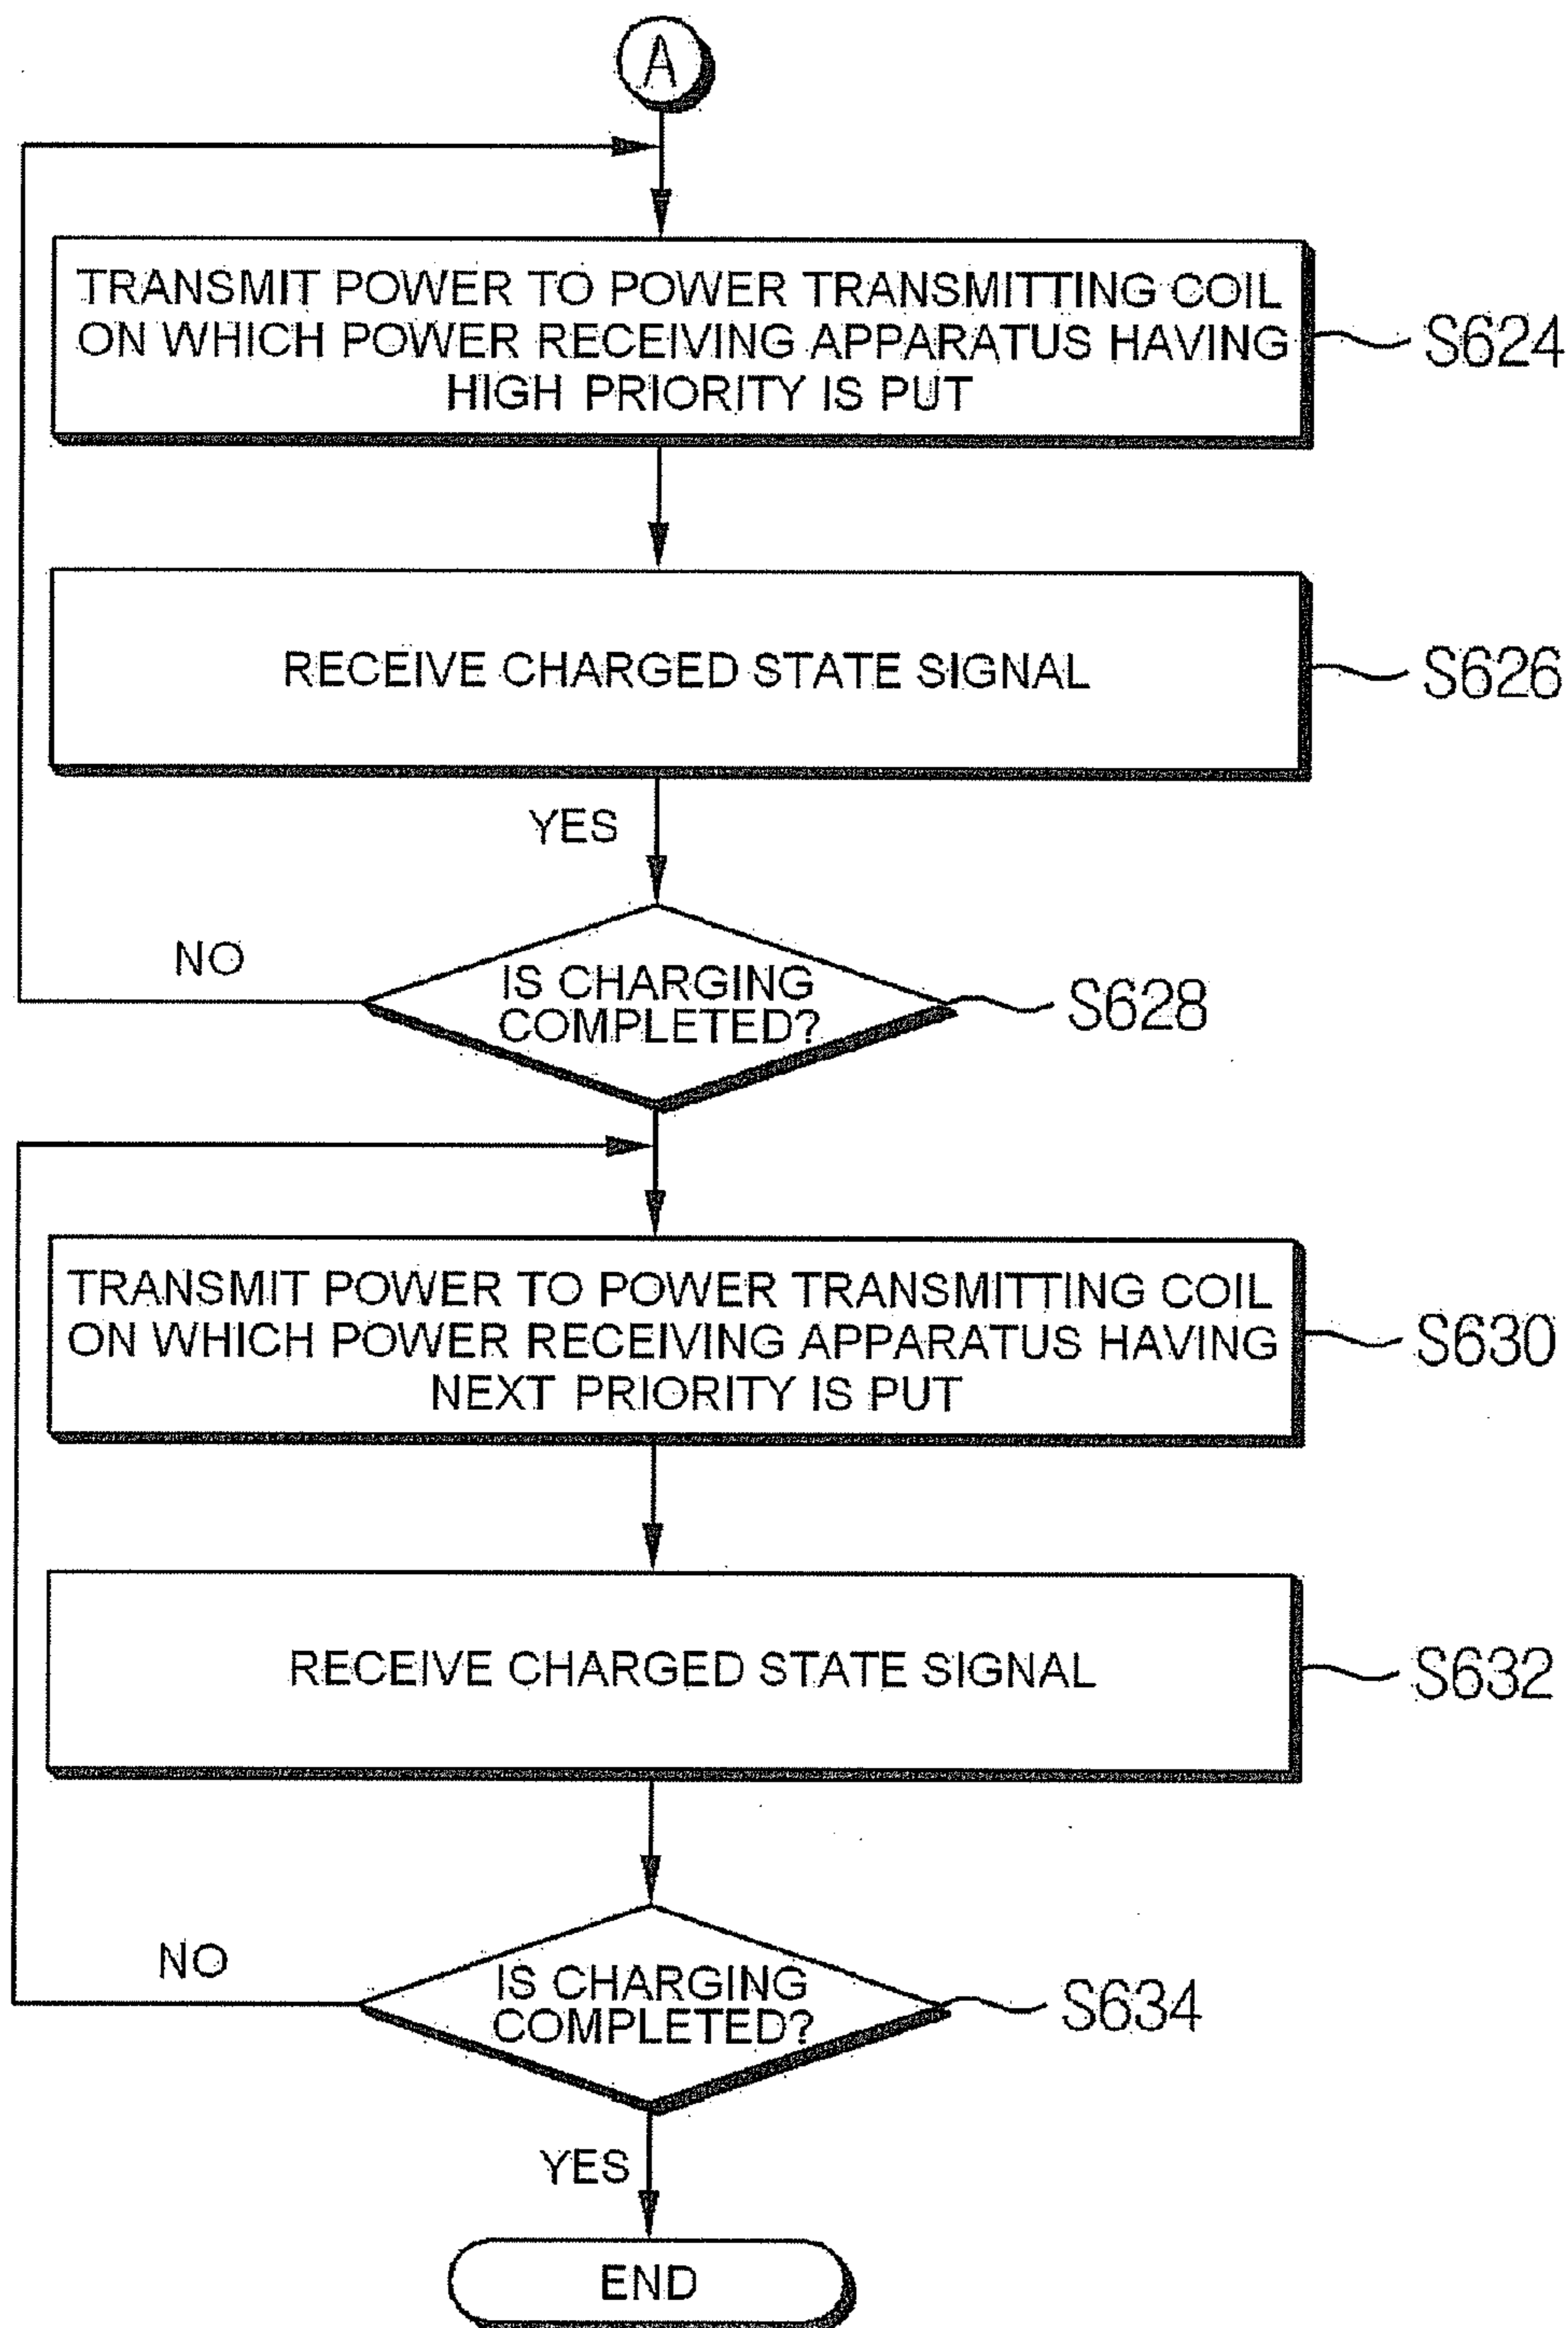 A
TRANSMIT POWER TO POWER TRANSMITTING COIL
ON WHICH POWER RECEIVING APPARATUS HAVING
HIGH PRIORITY IS PUT
S624
RECEIVE CHARGED STATE SIGNAL
S626
YES
NO
IS CHARGING
COMPLETED?
S628
TRANSMIT POWER TO POWER TRANSMITTING COIL
ON WHICH POWER RECEIVING APPARATUS HAVING
NEXT PRIORITY IS PUT
S630
RECEIVE CHARGED STATE SIGNAL
S632
NO
IS CHARGING
COMPLETED?
S634
YES
END